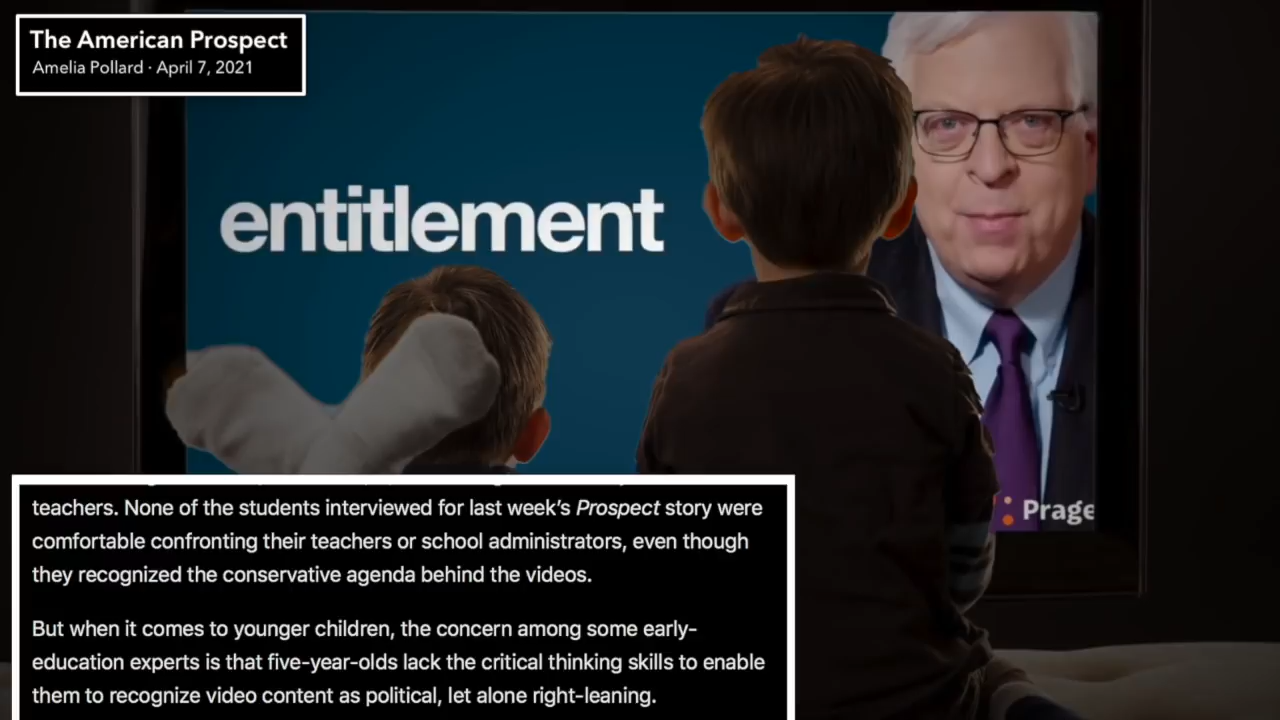 The American Prospect
Amelia Pollard · April 7, 2021
entitlement
Prage
teachers. None of the students interviewed for last week’s Prospect story were
comfortable confronting their teachers or school administrators, even though
they recognized the conservative agenda behind the videos.
But when it comes to younger children, the concern among some early-
education experts is that five-year-olds lack the critical thinking skills to enable
them to recognize video content as political, let alone right-leaning.